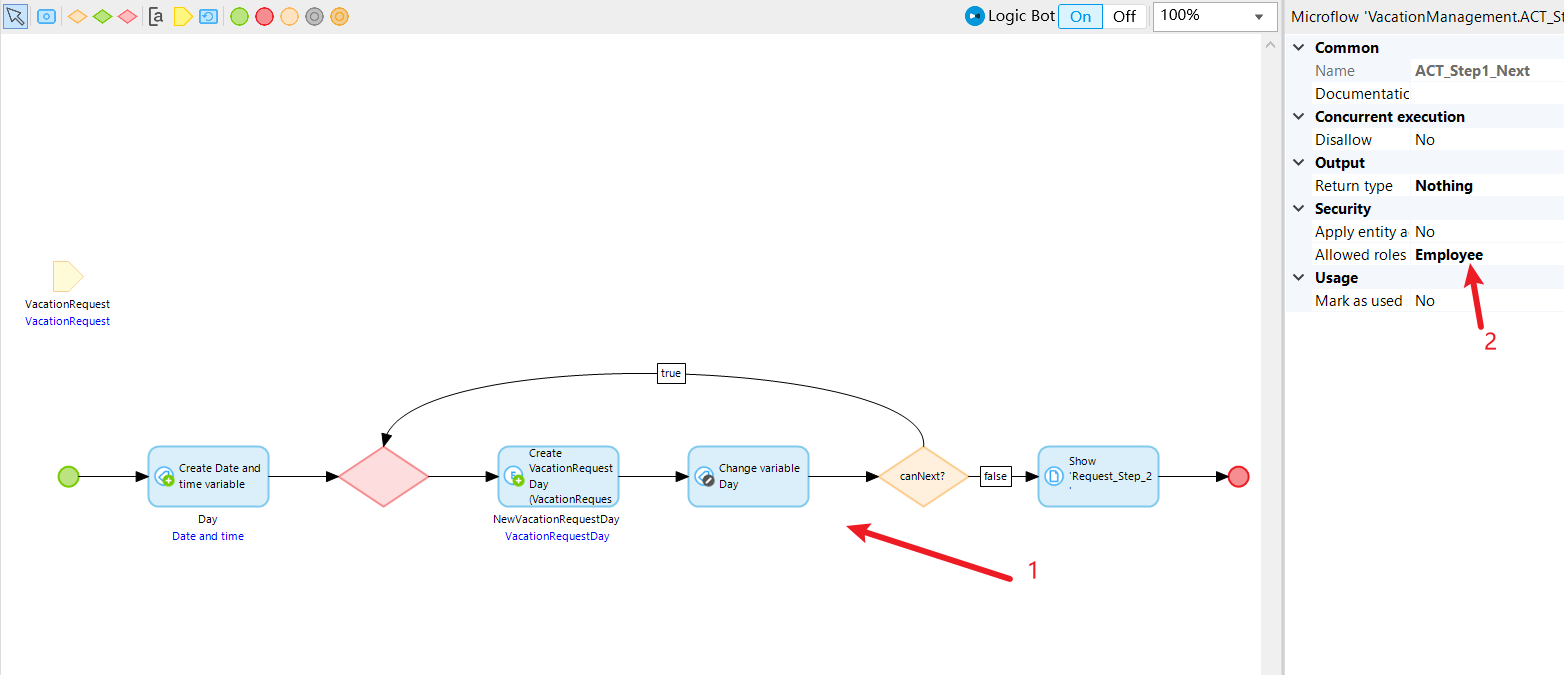 [a
Logic Bot On Off 100%
Microflow 'VacationManagement.ACT_St
Common
Name ACT_Step1_Next
Documentatic
Concurrent execution
Disallow No
Output
Return type Nothing
Security
Apply entity a No
Allowed roles Employee
Usage
Mark as used No
2
VacationRequest
VacationRequest
true
Create Date and
time variable
Day
Date and time
Create
VacationRequest
Day
(VacationReques
NewVacationRequestDay
VacationRequestDay
Change variable
Day
canNext?
false
Show
'Request_Step_2
'
1